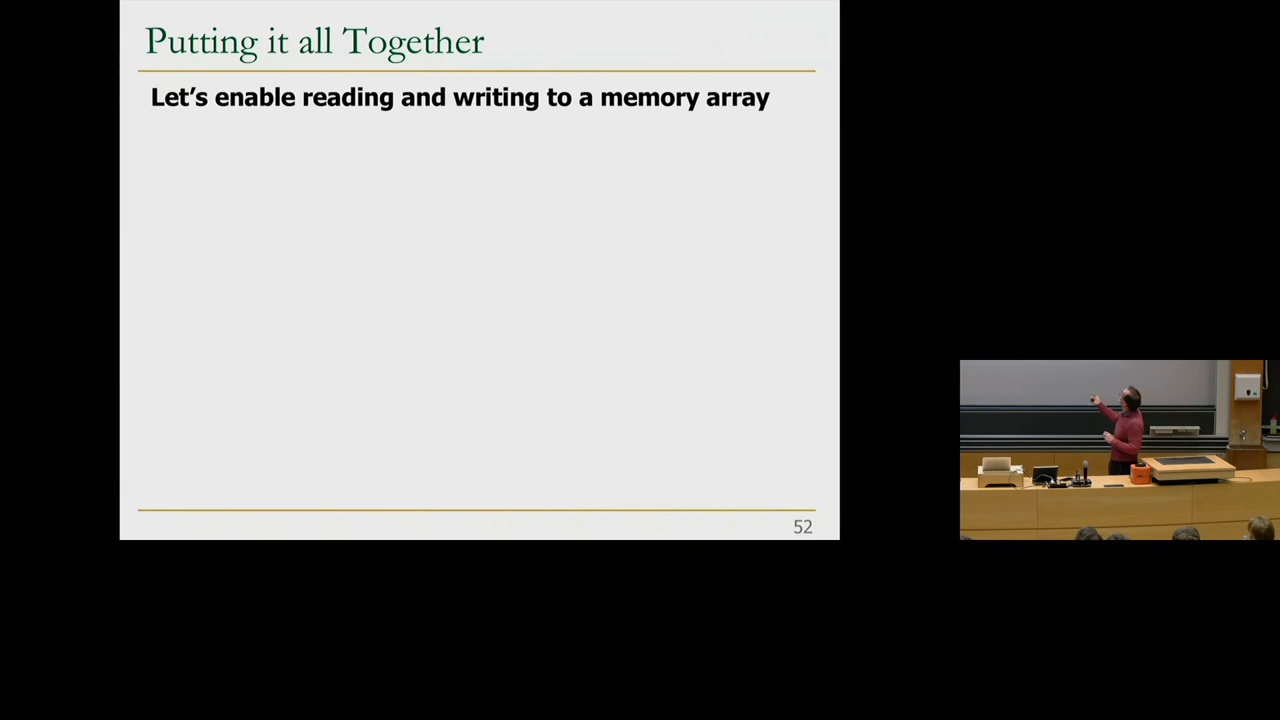 Putting it all Together
Let's enable reading and writing to a memory array
52